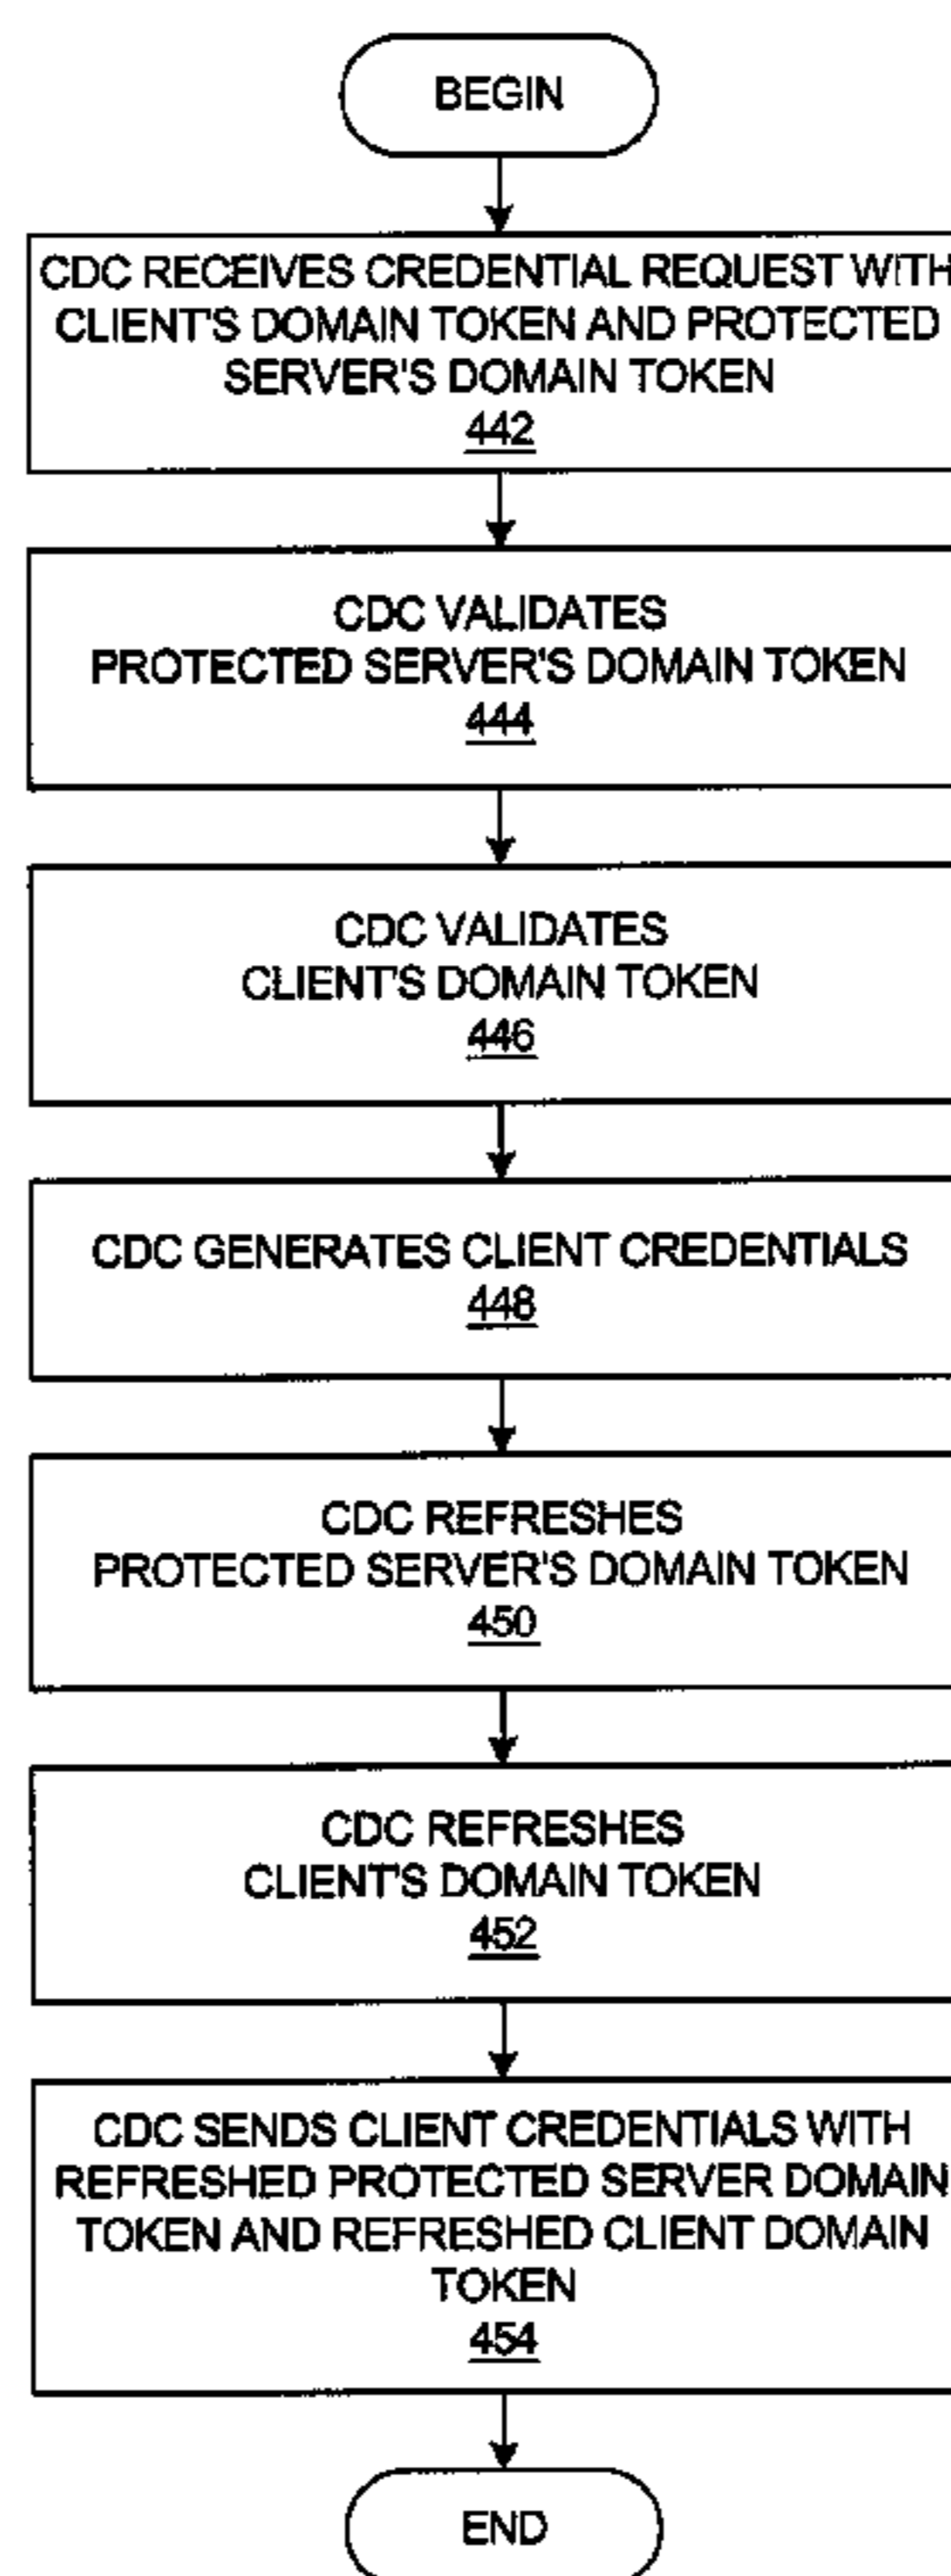 BEGIN
CDC RECEIVES CREDENTIAL REQUEST WITH
CLIENT'S DOMAIN TOKEN AND PROTECTED
SERVER'S DOMAIN TOKEN
442
CDC VALIDATES
PROTECTED SERVER'S DOMAIN TOKEN
444
CDC VALIDATES
CLIENT'S DOMAIN TOKEN
446
CDC GENERATES CLIENT CREDENTIALS
448
CDC REFRESHES
PROTECTED SERVER'S DOMAIN TOKEN
450
CDC REFRESHES
CLIENT'S DOMAIN TOKEN
452
CDC SENDS CLIENT CREDENTIALS WITH
REFRESHED PROTECTED SERVER DOMAIN
TOKEN AND REFRESHED CLIENT DOMAIN
TOKEN
454
END